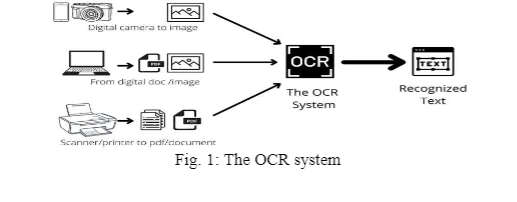 Digital camera to image
PDF
From digital doc /image
Scanner/printer to pdf/document
PDF
OCR
The OCR
System
TEXT
Recognized
Text
Fig. 1: The OCR system